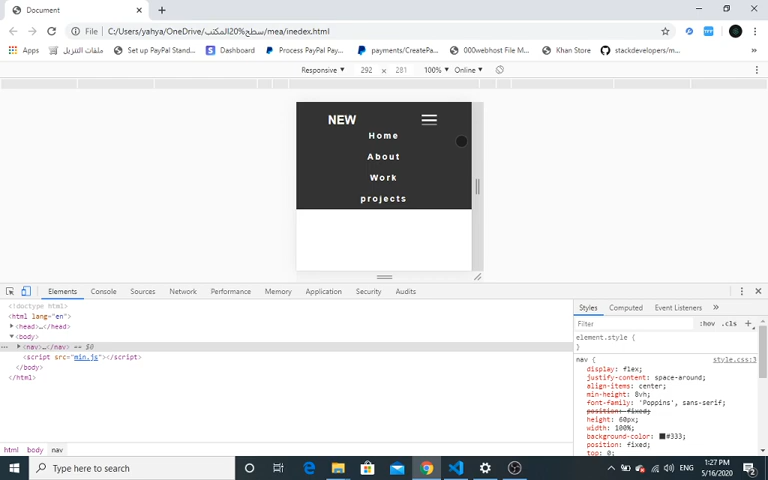 Document
File C:/Users/yahya/OneDrive/سطح%20المكتب/mea/inedex.html
Apps ملفات التنزيل Set up PayPal Stand... Dashboard Process PayPal Pay... payments/CreatePa... 000webhost File M... Khan Store stackdevelopers/m... »
Responsive ▼ 292 × 281 100% ▼ Online ▼
NEW
Home
About
Work
projects
Elements Console Sources Network Performance Application Memory Security Audits
<!doctype html>
<html lang="en">
<head>…</head>
<body>
<nav>…</nav> == $0
<script src="min.js"></script>
</body>
</html>
html body nav
Styles Computed Event Listeners »
Filter :hov .cls +
element.style {
}
nav { style.css:3
display: flex;
justify-content: space-around;
align-items: center;
min-height: 8vh;
font-family: 'Poppins', sans-serif;
position: fixed;
height: 60px;
width: 100%;
background-color: #333;
position: fixed;
top: 0;
Type here to search
ENG 1:27 PM
5/16/2020
2